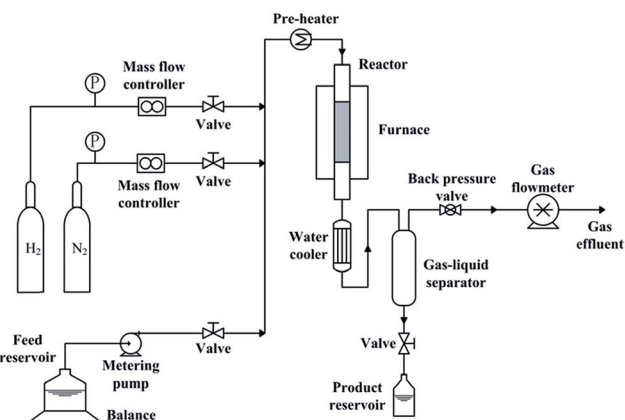 Pre-heater
Mass flow
controller
Reactor
P
Valve
Furnace
P
Mass flow
controller
Valve
Back pressure
valve
Gas
flowmeter
Gas
effluent
H2
N2
Water
cooler
Gas-liquid
separator
Feed
reservoir
Valve
Metering
pump
Valve
Product
reservoir
Balance